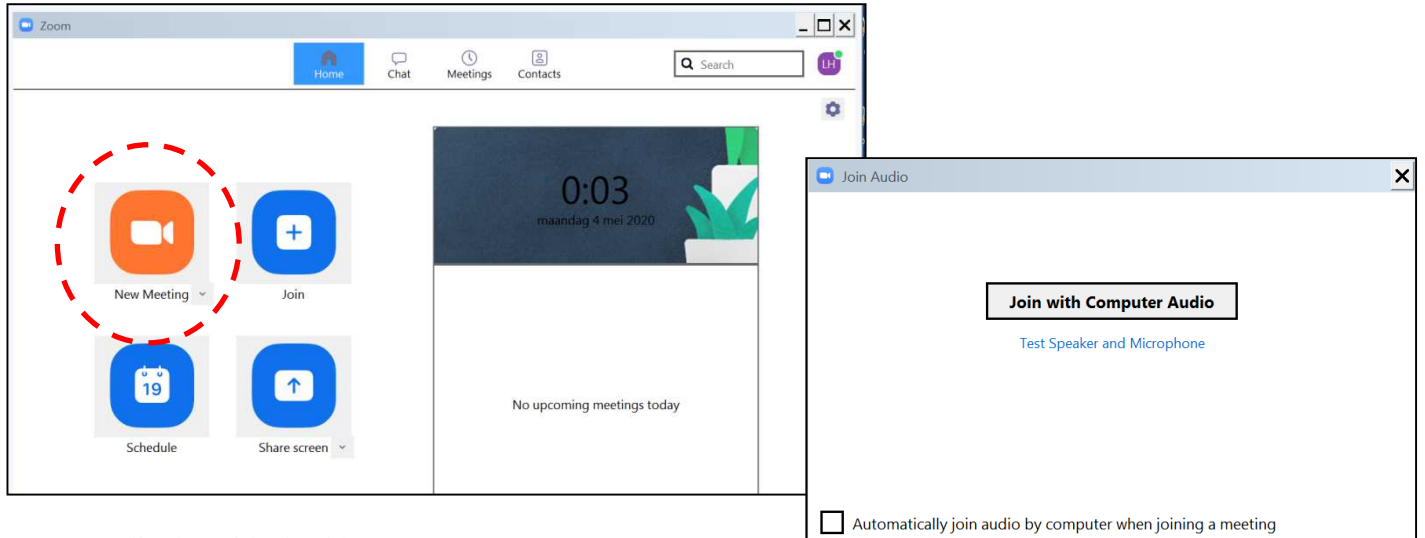 Zoom
Home
Chat
Meetings
Contacts
Search
LH
0:03
maandag 4 mei 2020
New Meeting
Join
19
Schedule
Share screen
No upcoming meetings today
Join Audio
Join with Computer Audio
Test Speaker and Microphone
Automatically join audio by computer when joining a meeting